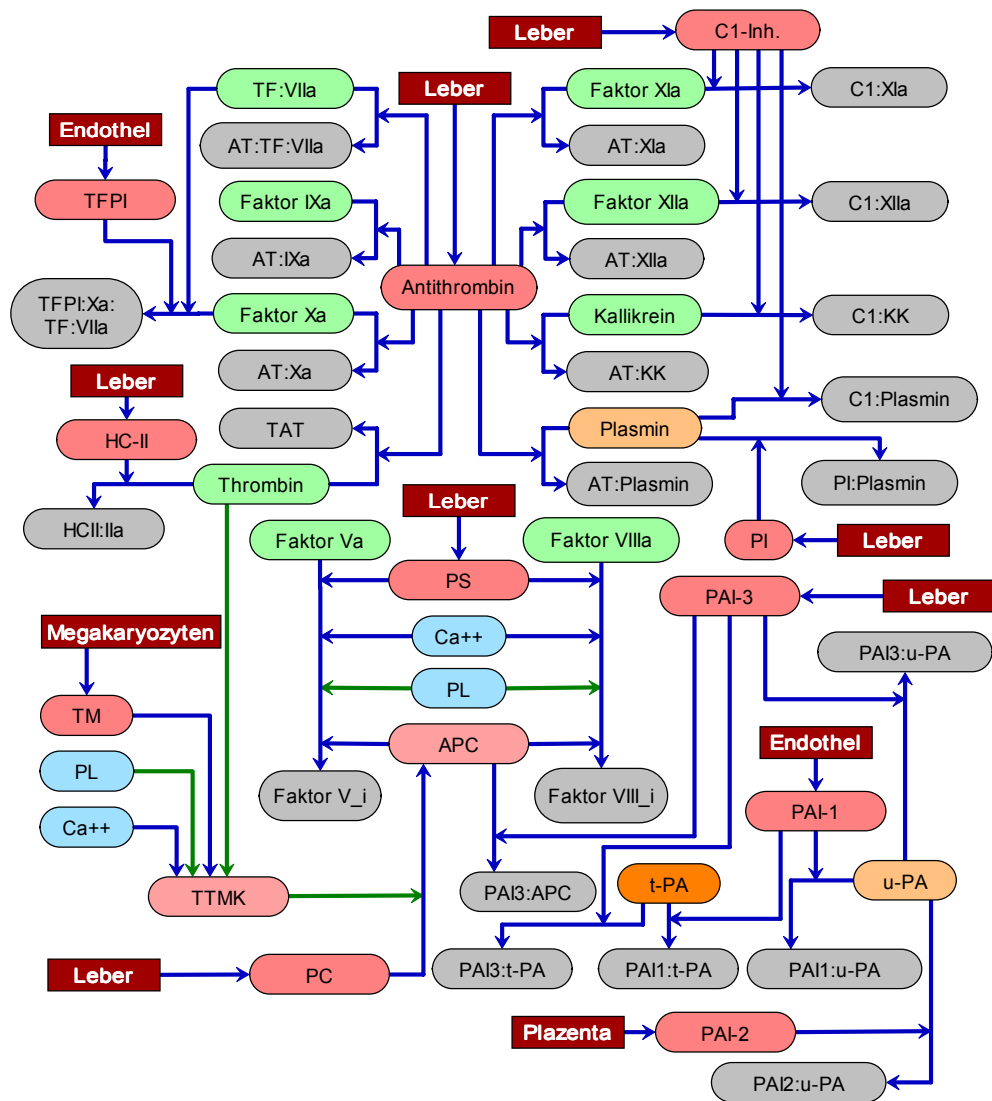 Leber
C1-Inh.
TF:VIIa
Leber
Faktor XIa
C1:XIa
Endothel
AT:TF:VIIa
AT:XIa
TFPI
Faktor IXa
Faktor XIIa
C1:XIIa
AT:IXa
AT:XIIa
Antithrombin
TFPI:Xa:
TF:VIIa
Faktor Xa
Kallikrein
C1:KK
AT:Xa
AT:KK
Leber
C1:Plasmin
HC-II
TAT
Plasmin
Thrombin
AT:Plasmin
PI:Plasmin
HCII:IIa
Leber
Faktor Va
Faktor VIIIa
PI
Leber
PS
PAI-3
Leber
Megakaryozyten
Ca++
PAI3:u-PA
PL
TM
APC
Endothel
PL
Faktor V_i
Faktor VIII_i
PAI-1
Ca++
TTMK
PAI3:APC
t-PA
u-PA
Leber
PC
PAI3:t-PA
PAI1:t-PA
PAI1:u-PA
Plazenta
PAI-2
PAI2:u-PA